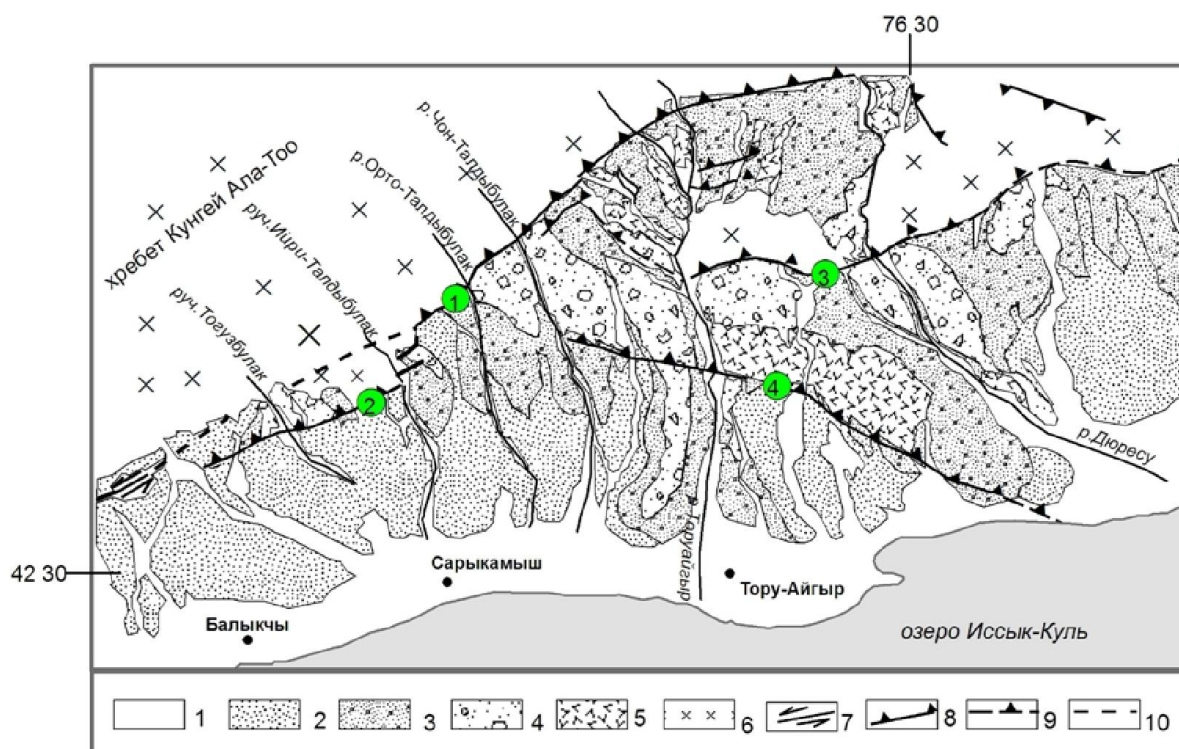 76 30
хребет Кунгей Ала-Тоо
руч. Тогузбулак
руч.Ичри-Талдыбулак
р.Орто-Талдыбулак
р.Чон-Талдыбулак
1
2
3
4
р.Дюресу
р.Торуайгыр
42 30
Сарыкамыш
Тору-Айгыр
Балыкчы
озеро Иссык-Куль
1 2 3 4 5 6 7 8 9 10